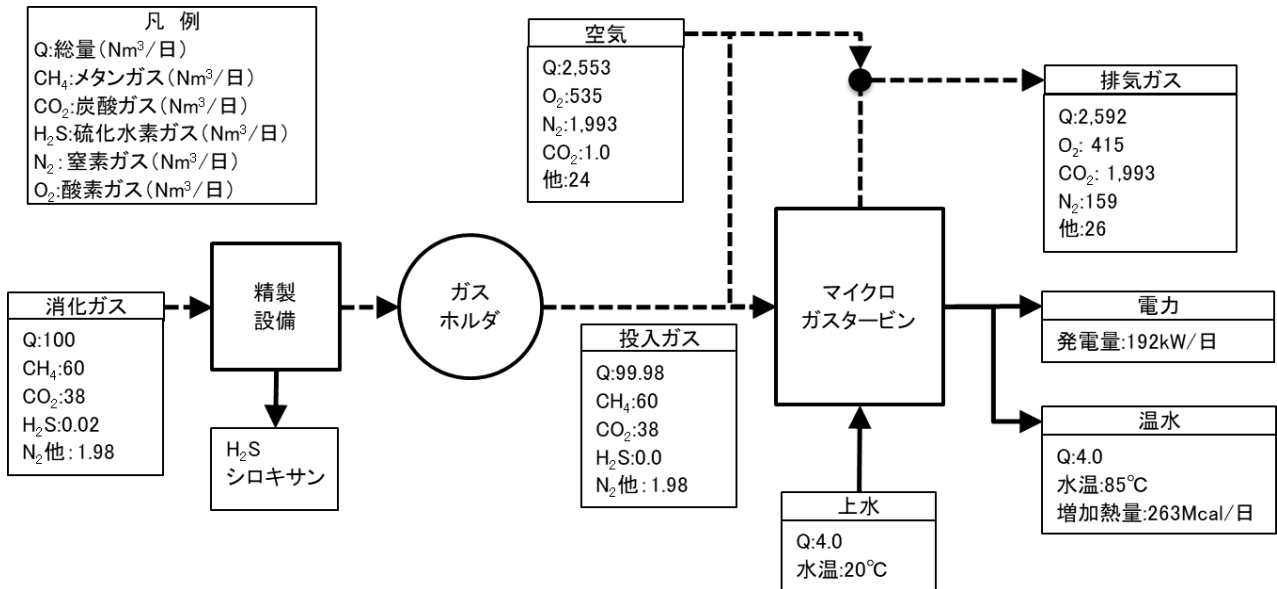 凡 例
Q:総量(Nm³/日)
CH₄:メタンガス(Nm³/日)
CO₂:炭酸ガス(Nm³/日)
H₂S:硫化水素ガス(Nm³/日)
N₂:窒素ガス(Nm³/日)
O₂:酸素ガス(Nm³/日)
空気
Q:2,553
O₂:535
N₂:1,993
CO₂:1.0
他:24
排気ガス
Q:2,592
O₂: 415
CO₂: 1,993
N₂:159
他:26
消化ガス
Q:100
CH₄:60
CO₂:38
H₂S:0.02
N₂他:1.98
精製
設備
H₂S
シロキサン
ガス
ホルダ
投入ガス
Q:99.98
CH₄:60
CO₂:38
H₂S:0.0
N₂他:1.98
マイクロ
ガスタービン
上水
Q:4.0
水温:20℃
電力
発電量:192kW/日
温水
Q:4.0
水温:85℃
増加熱量:263Mcal/日